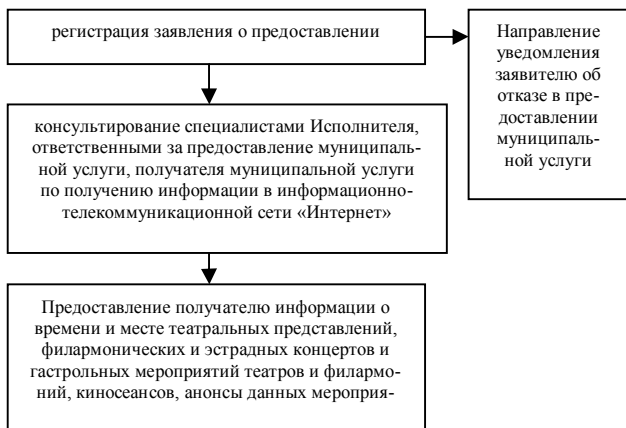 регистрация заявления о предоставлении
Направление
уведомления
заявителю об
отказе в пре-
доставлении
муниципаль-
ной услуги
консультирование специалистами Исполнителя,
ответственными за предоставление муниципаль-
ной услуги, получателя муниципальной услуги
по получению информации в информационно-
телекоммуникационной сети «Интернет»
Предоставление получателю информации о
времени и месте театральных представлений,
филармонических и эстрадных концертов и
гастрольных мероприятий театров и филармо-
ний, киносеансов, анонсы данных мероприя-